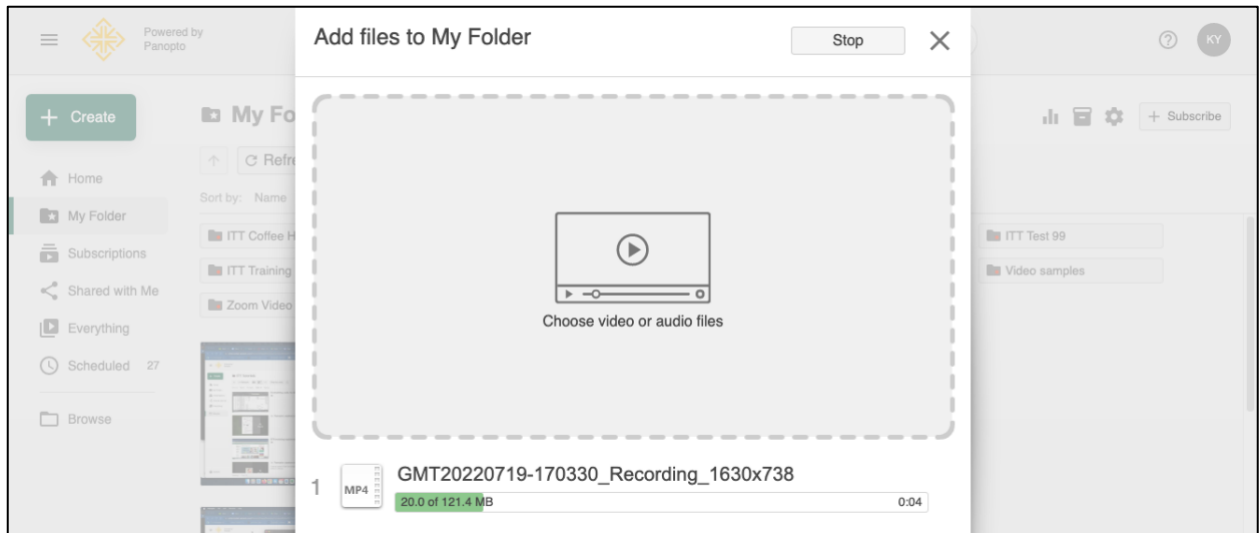 Powered by
Panopto
Add files to My Folder
Stop
KY
Create
My Fo
Subscribe
Refre
Home
Sort by: Name
My Folder
ITT Coffee H
ITT Test 99
Subscriptions
ITT Training
Video samples
Shared with Me
Zoom Video
Choose video or audio files
Everything
Scheduled 27
Browse
1
MP4
GMT20220719-170330_Recording_1630x738
20.0 of 121.4 MB
0:04